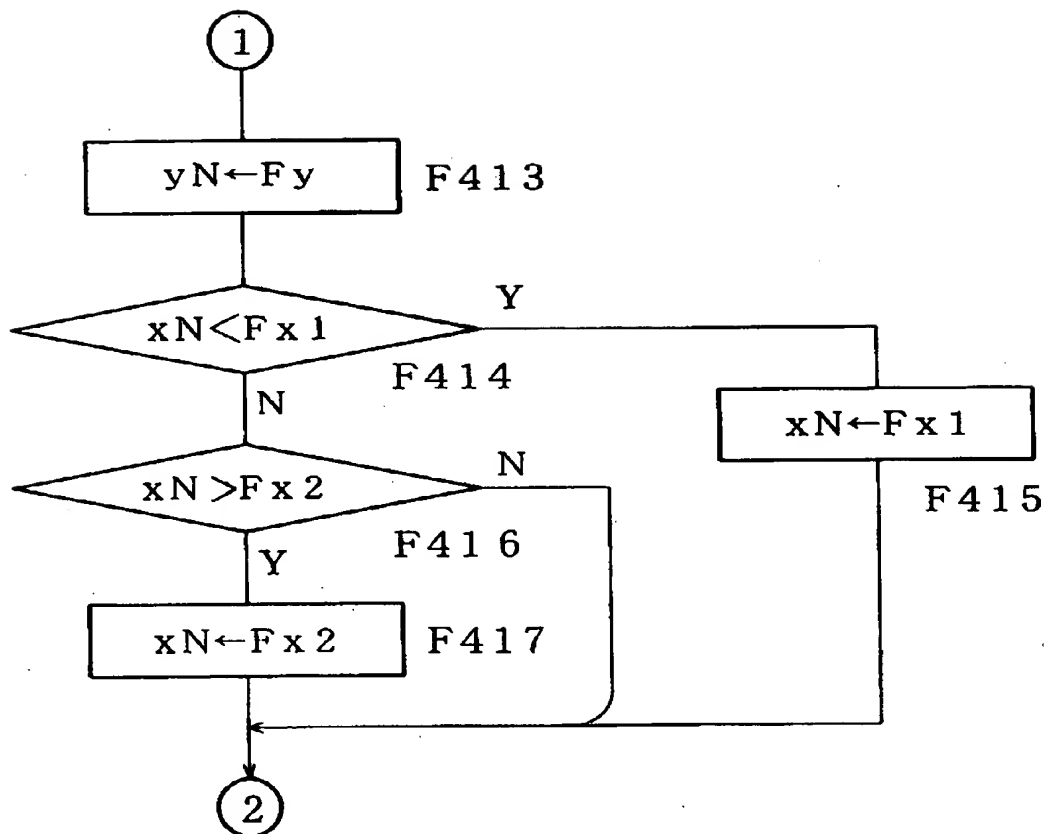 1
yN←Fy F413
Y
xN<Fx1
F414
N
xN←Fx1
F415
N
xN>Fx2
F416
Y
xN←Fx2 F417
2